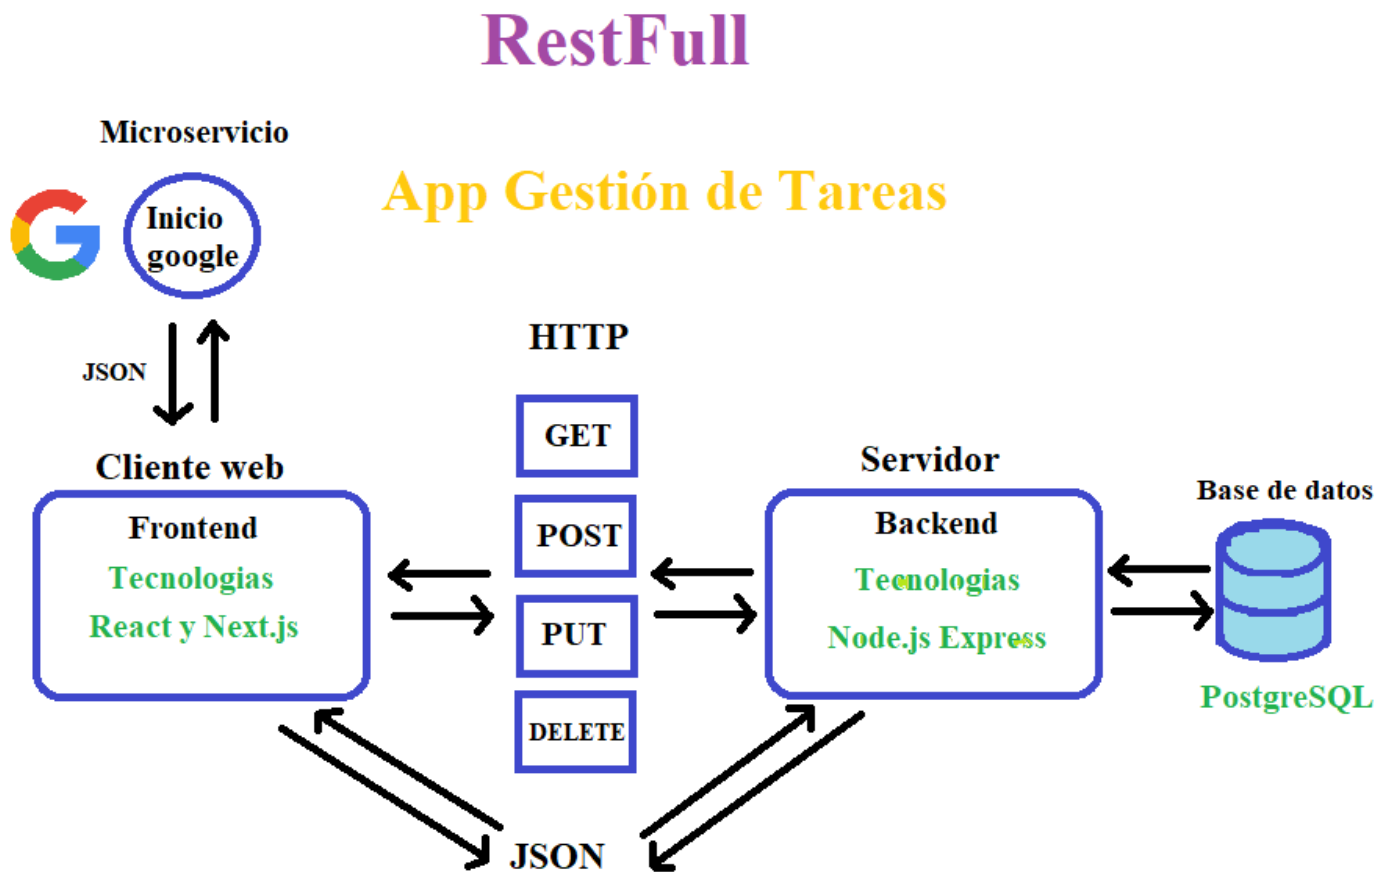 RestFull
Microservicio
App Gestión de Tareas
Inicio
google
JSON
HTTP
GET
POST
PUT
DELETE
Cliente web
Frontend
Tecnologias
React y Next.js
Servidor
Backend
Tecnologias
Node.js Express
Base de datos
PostgreSQL
JSON